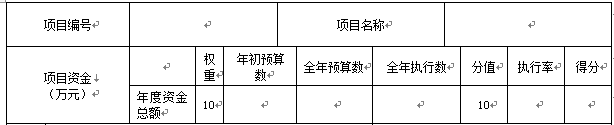 项目编号 项目名称
项目资金
（万元） 权重 年初预算数 全年预算数 全年执行数 分值 执行率 得分
年度资金总额 10 10